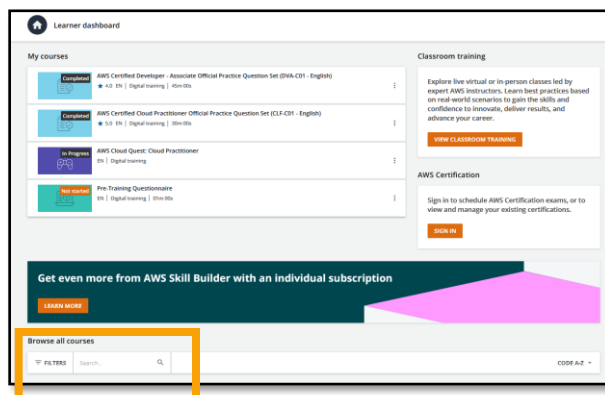 Learner dashboard
My courses
Completed
AWS Certified Developer - Associate Official Practice Question Set (DVA-C01 - English)
★ 4.0 EN | Digital training | 45m 00s
Completed
AWS Certified Cloud Practitioner Official Practice Question Set (CLF-C01 - English)
★ 5.0 EN | Digital training | 30m 00s
In Progress
AWS Cloud Quest: Cloud Practitioner
EN | Digital training
Not started
Pre-Training Questionnaire
EN | Digital training | 01m 00s
Classroom training
Explore live virtual or in-person classes led by
expert AWS instructors. Learn best practices based
on real-world scenarios to gain the skills and
confidence to innovate, deliver results, and
advance your career.
VIEW CLASSROOM TRAINING
AWS Certification
Sign in to schedule AWS Certification exams, or to
view and manage your existing certifications.
SIGN IN
Get even more from AWS Skill Builder with an individual subscription
LEARN MORE
Browse all courses
FILTERS
Search..
CODE A-Z